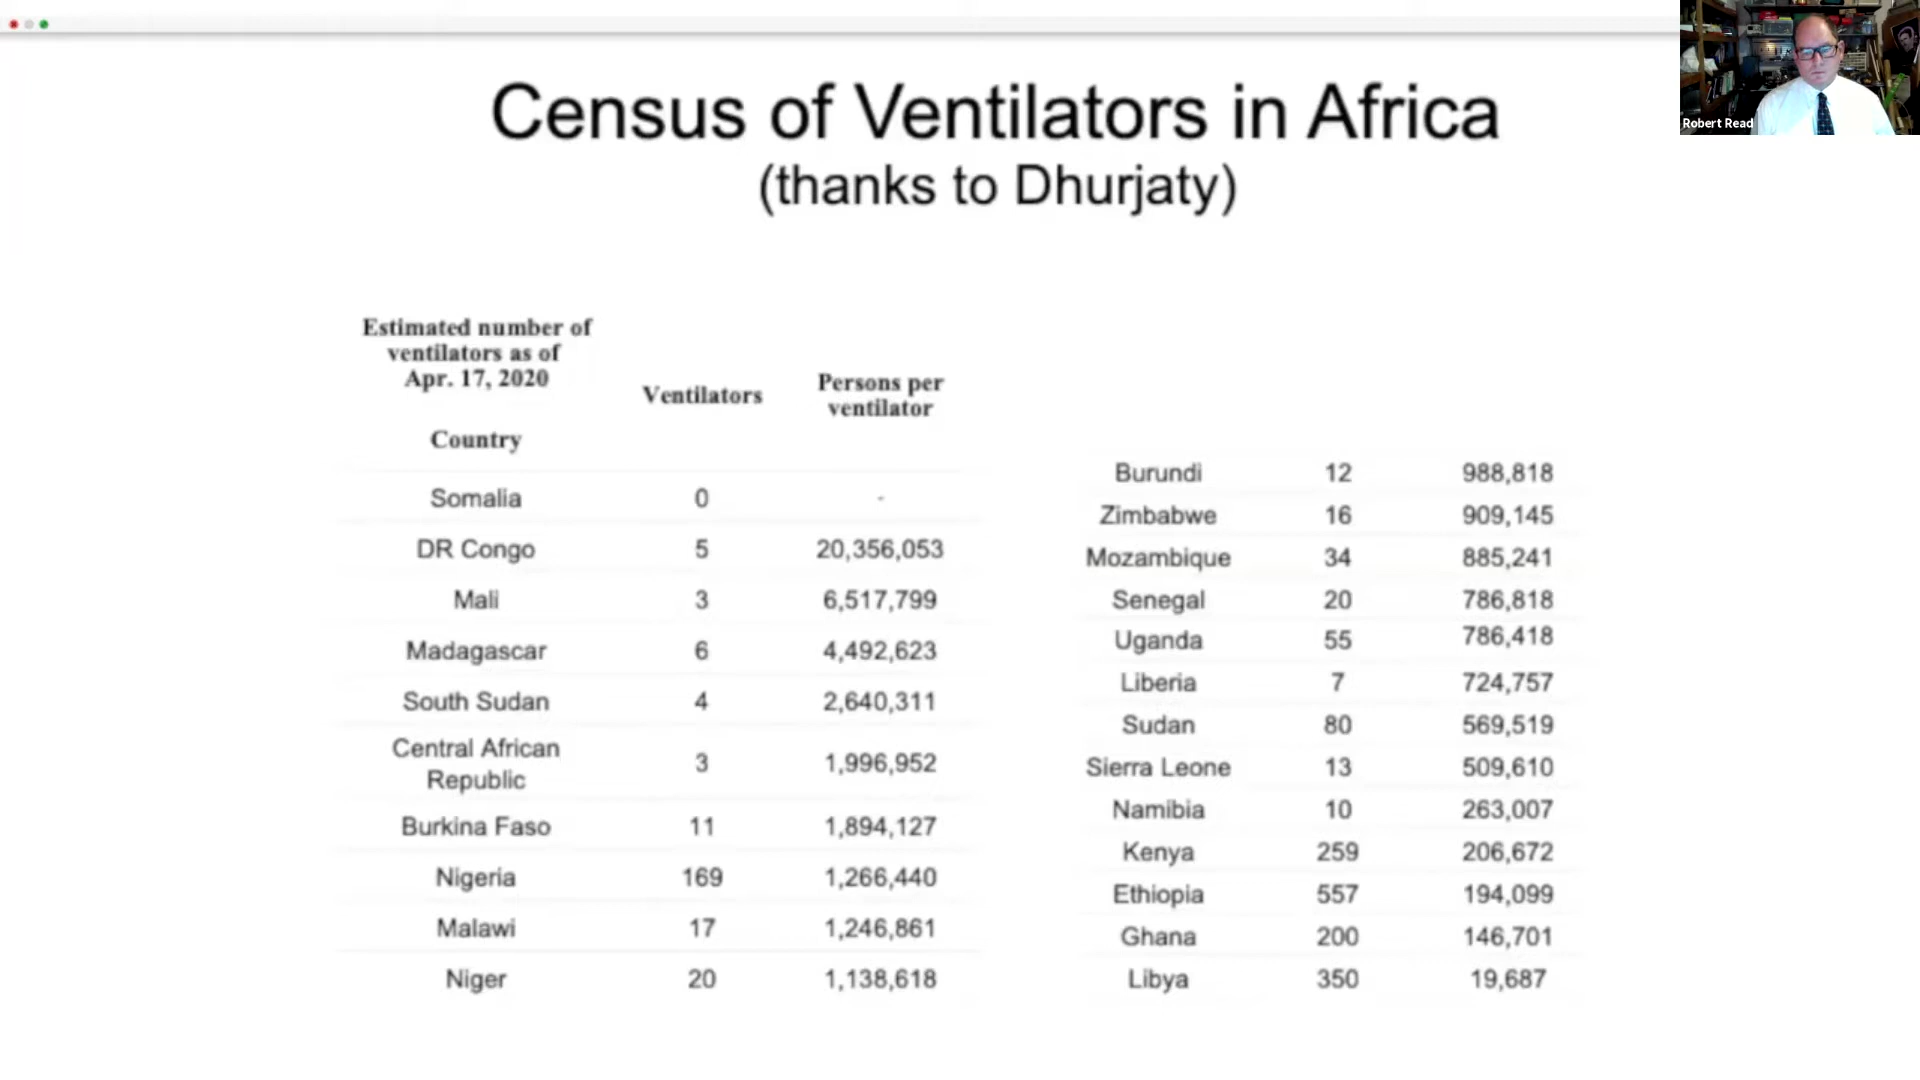 Census of Ventilators in Africa
(thanks to Dhurjaty)
Robert Read
Estimated number of
ventilators as of
Apr. 17, 2020
Country
Ventilators
Persons per
ventilator
Somalia 0 -
DR Congo 5 20,356,053
Mali 3 6,517,799
Madagascar 6 4,492,623
South Sudan 4 2,640,311
Central African
Republic 3 1,996,952
Burkina Faso 11 1,894,127
Nigeria 169 1,266,440
Malawi 17 1,246,861
Niger 20 1,138,618
Burundi 12 988,818
Zimbabwe 16 909,145
Mozambique 34 885,241
Senegal 20 786,818
Uganda 55 786,418
Liberia 7 724,757
Sudan 80 569,519
Sierra Leone 13 509,610
Namibia 10 263,007
Kenya 259 206,672
Ethiopia 557 194,099
Ghana 200 146,701
Libya 350 19,687